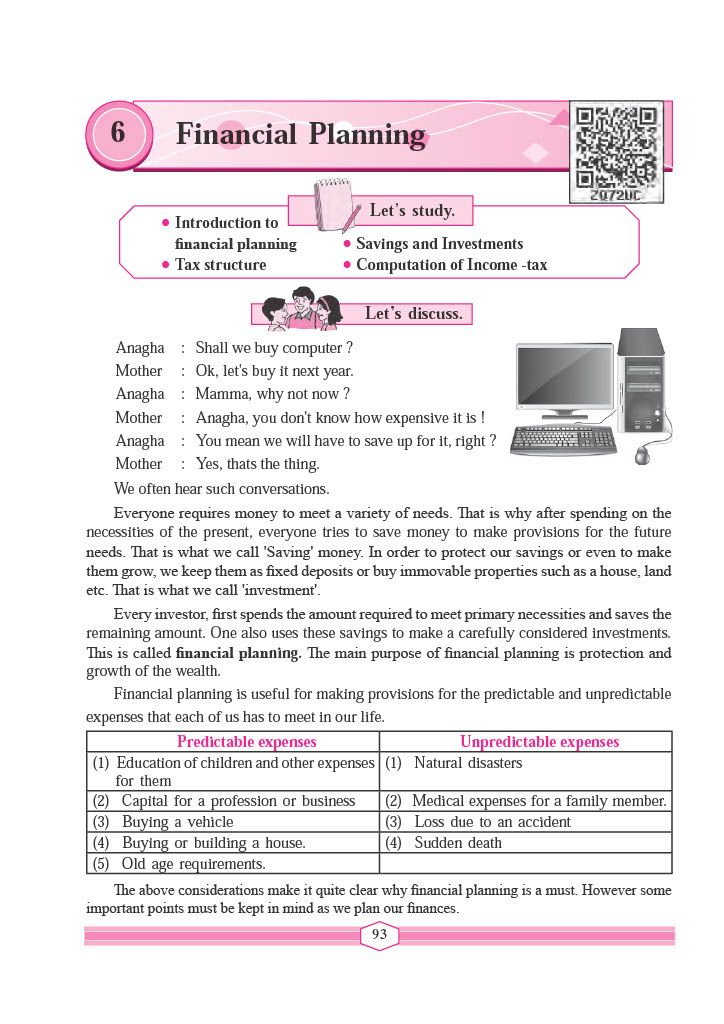 6
Financial Planning
ZQ72UC
Let's study.
• Introduction to
financial planning
• Tax structure
• Savings and Investments
• Computation of Income -tax
Let's discuss.
Anagha : Shall we buy computer ?
Mother : Ok, let's buy it next year.
Anagha : Mamma, why not now ?
Mother : Anagha, you don't know how expensive it is !
Anagha : You mean we will have to save up for it, right ?
Mother : Yes, thats the thing.
We often hear such conversations.
Everyone requires money to meet a variety of needs. That is why after spending on the
necessities of the present, everyone tries to save money to make provisions for the future
needs. That is what we call 'Saving' money. In order to protect our savings or even to make
them grow, we keep them as fixed deposits or buy immovable properties such as a house, land
etc. That is what we call 'investment'.
Every investor, first spends the amount required to meet primary necessities and saves the
remaining amount. One also uses these savings to make a carefully considered investments.
This is called financial planning. The main purpose of financial planning is protection and
growth of the wealth.
Financial planning is useful for making provisions for the predictable and unpredictable
expenses that each of us has to meet in our life.
Predictable expenses Unpredictable expenses
(1) Education of children and other expenses (1) Natural disasters
for them
(2) Capital for a profession or business (2) Medical expenses for a family member.
(3) Buying a vehicle (3) Loss due to an accident
(4) Buying or building a house. (4) Sudden death
(5) Old age requirements.
The above considerations make it quite clear why financial planning is a must. However some
important points must be kept in mind as we plan our finances.
93